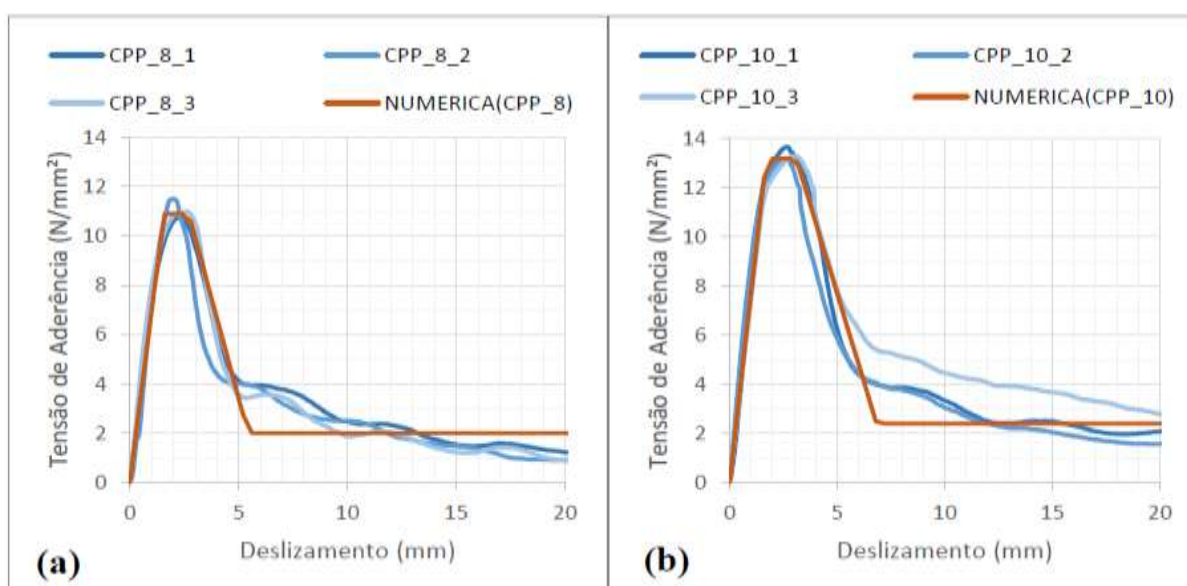 CPP_8_1 CPP_8_2
CPP_8_3 NUMERICA(CPP_8)
14
12
10
8
6
4
2
0
Tensão de Aderência (N/mm²)
0 5 10 15 20
Deslizamento (mm)
(a)
CPP_10_1 CPP_10_2
CPP_10_3 NUMERICA(CPP_10)
14
12
10
8
6
4
2
0
Tensão de Aderência (N/mm²)
0 5 10 15 20
Deslizamento (mm)
(b)